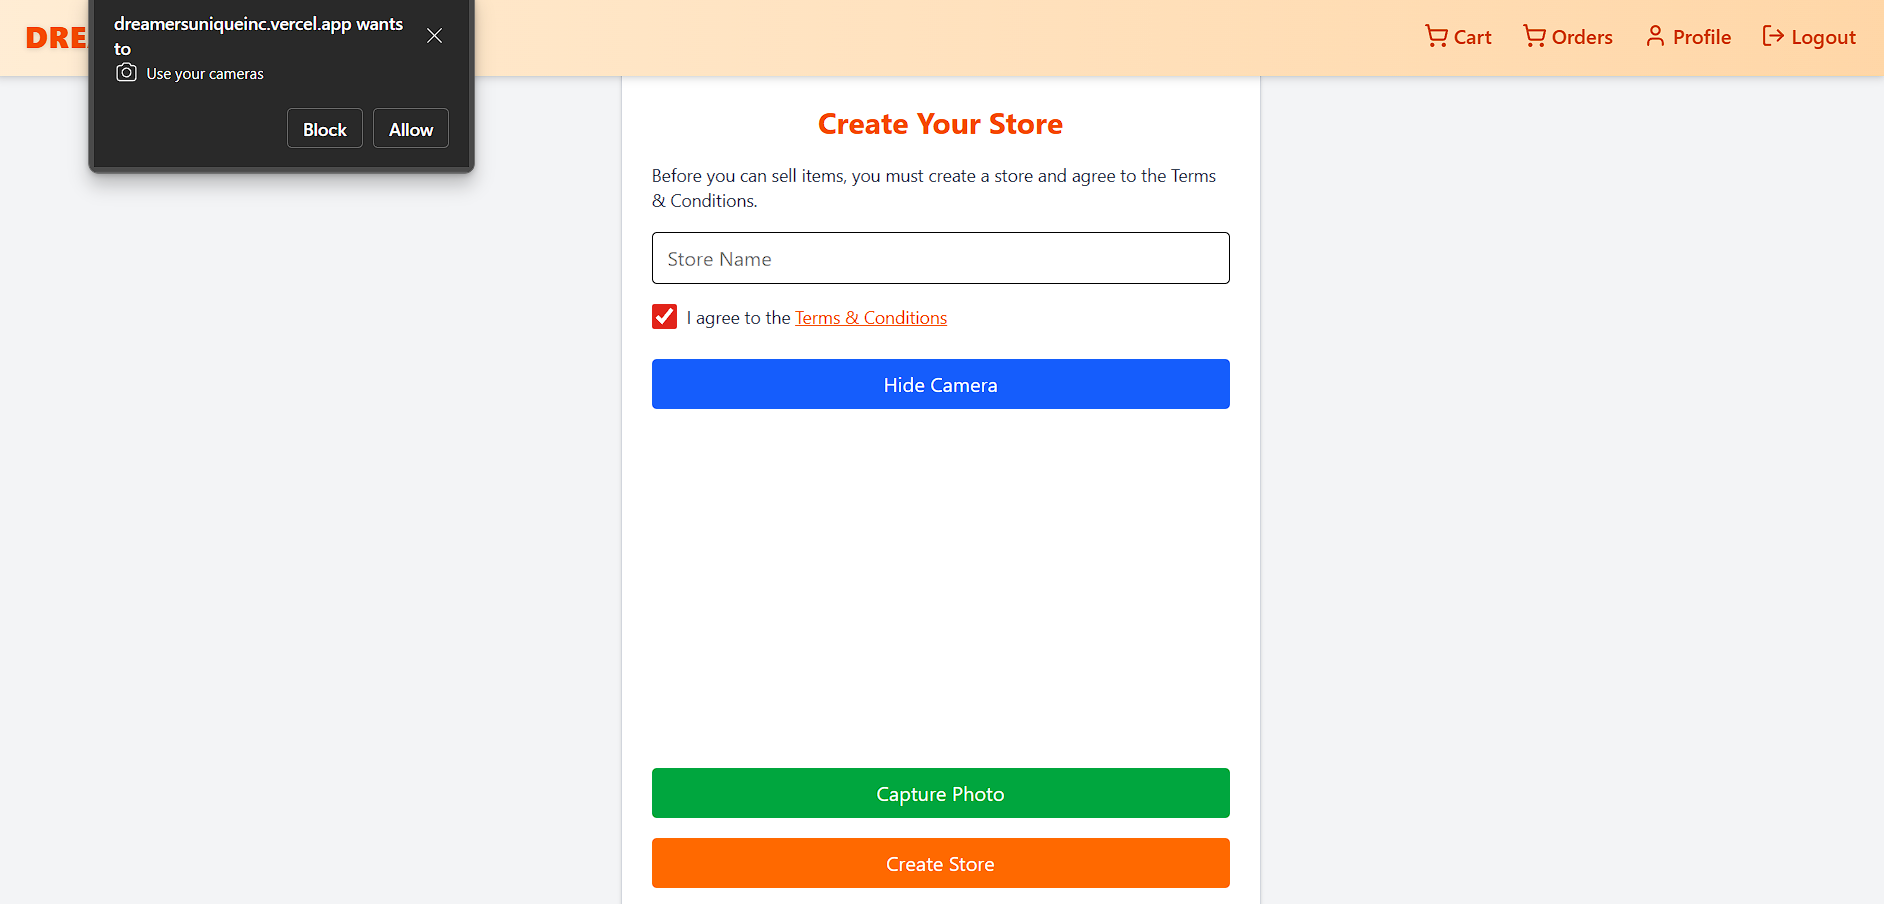 dreamersuniqueinc.vercel.app wants
to
Use your cameras
Block
Allow
DRE
Cart
Orders
Profile
Logout
Create Your Store
Before you can sell items, you must create a store and agree to the Terms
& Conditions.
Store Name
I agree to the Terms & Conditions
Hide Camera
Capture Photo
Create Store